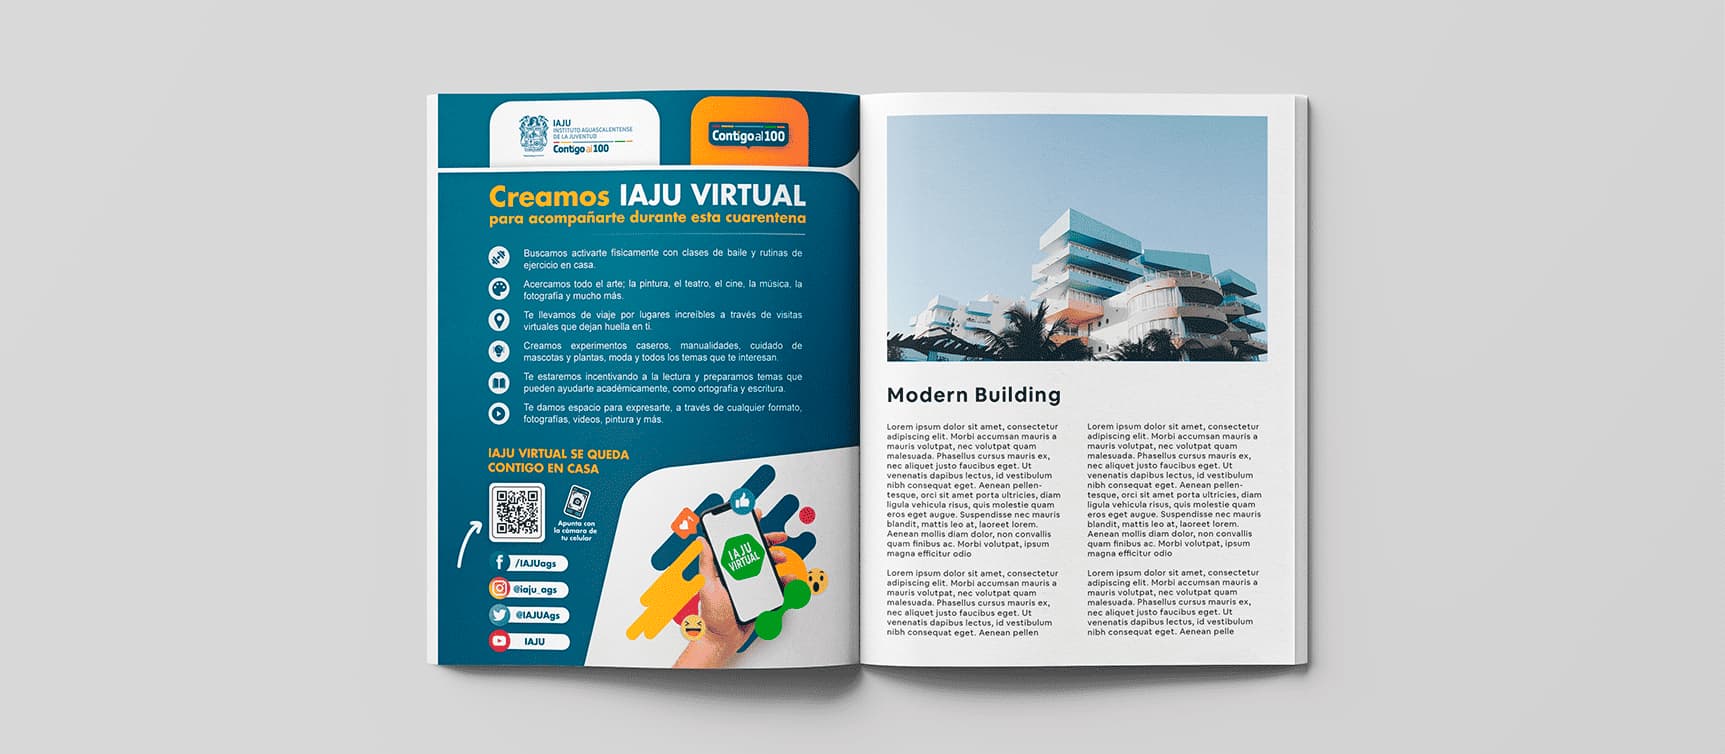 IAJU
INSTITUTO AGUASCALENTENSE
DE LA JUVENTUD
Contigo al 100
Contigo al 100
Creamos IAJU VIRTUAL
para acompañarte durante esta cuarentena
Buscamos activarte físicamente con clases de baile y rutinas de
ejercicio en casa.
Acercamos todo el arte; la pintura, el teatro, el cine, la música, la
fotografía y mucho más.
Te llevamos de viaje por lugares increíbles a través de visitas
virtuales que dejan huella en ti.
Creamos experimentos caseros, manualidades, cuidado de
mascotas y plantas, moda y todos los temas que te interesan.
Te estaremos incentivando a la lectura y preparamos temas que
pueden ayudarte académicamente, como ortografía y escritura.
Te damos espacio para expresarte, a través de cualquier formato,
fotografías, videos, pintura y más.
IAJU VIRTUAL SE QUEDA
CONTIGO EN CASA
Apunta con
la cámara de
tu celular
/IAJUags
@iaju_ags
@IAJUAgs
IAJU
IAJU
VIRTUAL
Modern Building
Lorem ipsum dolor sit amet, consectetur
adipiscing elit. Morbi accumsan mauris a
mauris volutpat, nec volutpat quam
malesuada. Phasellus cursus mauris ex,
nec aliquet justo faucibus eget. Ut
venenatis dapibus lectus, id vestibulum
nibh consequat eget. Aenean pellen-
tesque, orci sit amet porta ultricies, diam
ligula vehicula risus, quis molestie quam
eros eget augue. Suspendisse nec mauris
blandit, mattis leo at, laoreet lorem.
Aenean mollis diam dolor, non convallis
quam finibus ac. Morbi volutpat, ipsum
magna efficitur odio
Lorem ipsum dolor sit amet, consectetur
adipiscing elit. Morbi accumsan mauris a
mauris volutpat, nec volutpat quam
malesuada. Phasellus cursus mauris ex,
nec aliquet justo faucibus eget. Ut
venenatis dapibus lectus, id vestibulum
nibh consequat eget. Aenean pellen
Lorem ipsum dolor sit amet, consectetur
adipiscing elit. Morbi accumsan mauris a
mauris volutpat, nec volutpat quam
malesuada. Phasellus cursus mauris ex,
nec aliquet justo faucibus eget. Ut
venenatis dapibus lectus, id vestibulum
nibh consequat eget. Aenean pellen-
tesque, orci sit amet porta ultricies, diam
ligula vehicula risus, quis molestie quam
eros eget augue. Suspendisse nec mauris
blandit, mattis leo at, laoreet lorem.
Aenean mollis diam dolor, non convallis
quam finibus ac. Morbi volutpat, ipsum
magna efficitur odio
Lorem ipsum dolor sit amet, consectetur
adipiscing elit. Morbi accumsan mauris a
mauris volutpat, nec volutpat quam
malesuada. Phasellus cursus mauris ex,
nec aliquet justo faucibus eget. Ut
venenatis dapibus lectus, id vestibulum
nibh consequat eget. Aenean pelle